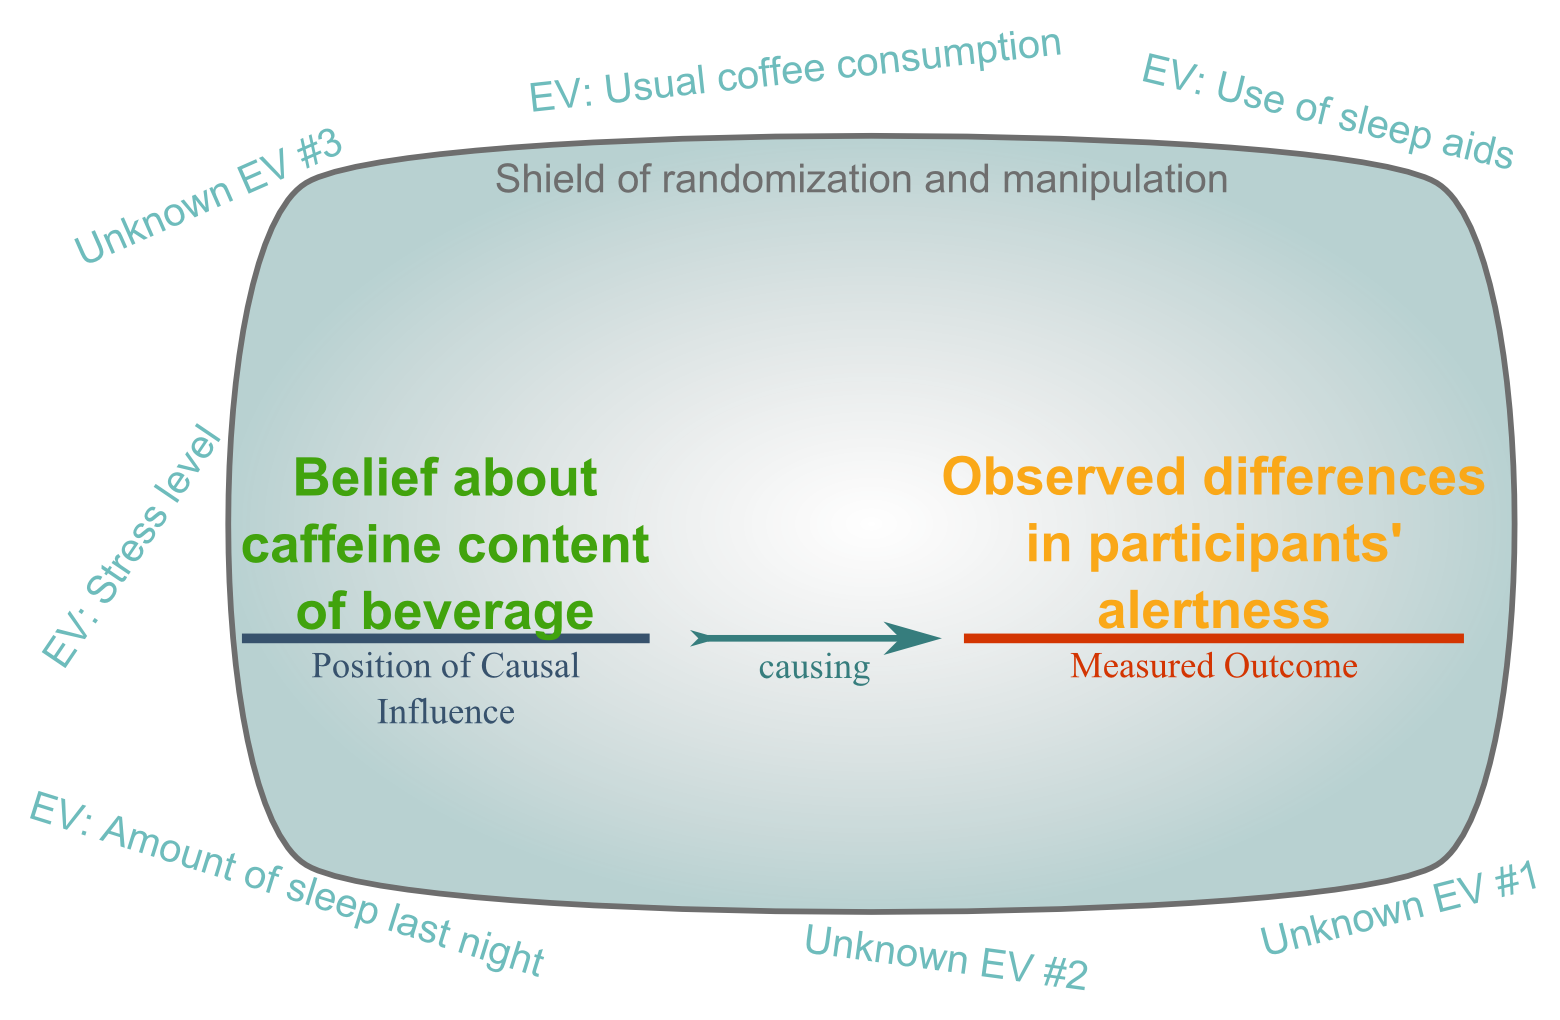 EV: Usual coffee consumption
EV: Use of sleep aids
Unknown EV #3
Shield of randomization and manipulation
EV: Stress level
Belief about
caffeine content
of beverage
Position of Causal
Influence
causing
Observed differences
in participants'
alertness
Measured Outcome
EV: Amount of sleep last night
Unknown EV #2
Unknown EV #1